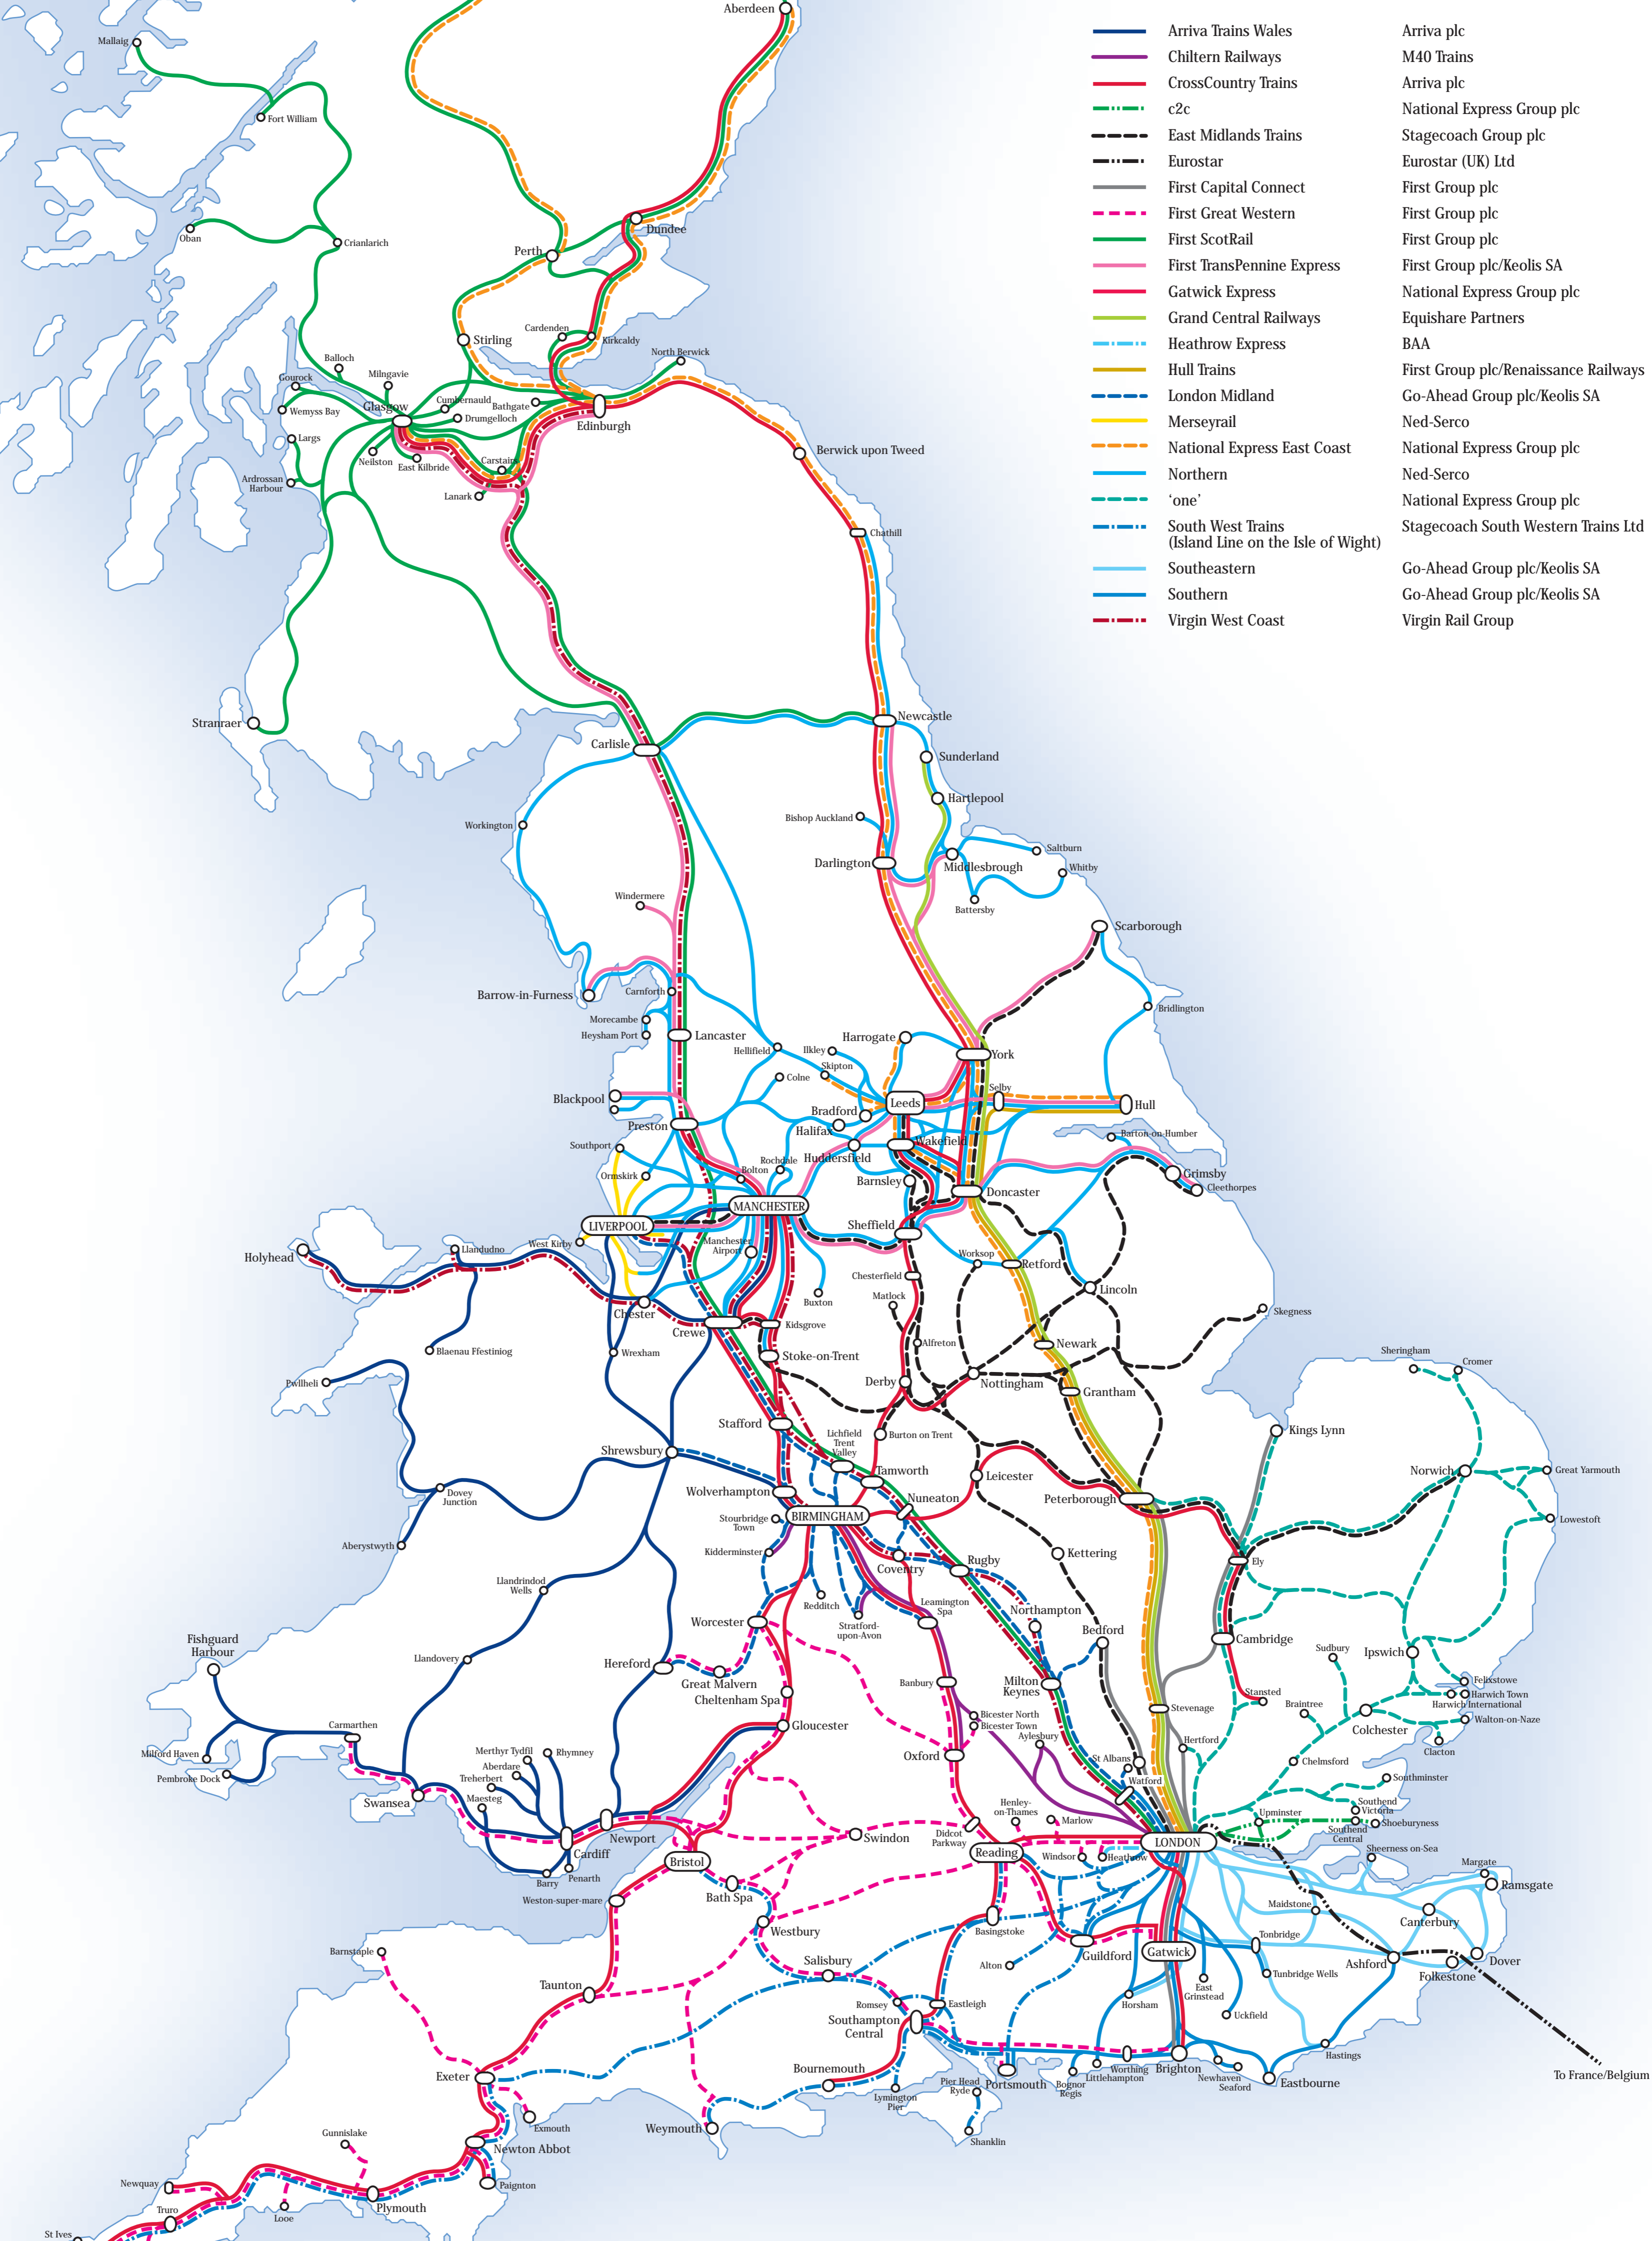 Arriva Trains Wales Arriva plc
Chiltern Railways M40 Trains
CrossCountry Trains Arriva plc
c2c National Express Group plc
East Midlands Trains Stagecoach Group plc
Eurostar Eurostar (UK) Ltd
First Capital Connect First Group plc
First Great Western First Group plc
First ScotRail First Group plc
First TransPennine Express First Group plc/Keolis SA
Gatwick Express National Express Group plc
Grand Central Railways Equishare Partners
Heathrow Express BAA
Hull Trains First Group plc/Renaissance Railways
London Midland Go-Ahead Group plc/Keolis SA
Merseyrail Ned-Serco
National Express East Coast National Express Group plc
Northern Ned-Serco
‘one’ National Express Group plc
South West Trains Stagecoach South Western Trains Ltd
(Island Line on the Isle of Wight)
Southeastern Go-Ahead Group plc/Keolis SA
Southern Go-Ahead Group plc/Keolis SA
Virgin West Coast Virgin Rail Group
Aberdeen
Mallaig
Fort William
Oban
Crianlarich
Dundee
Perth
Stirling
Cardenden
Kirkcaldy
North Berwick
Balloch
Milngavie
Gourock
Wemyss Bay
Glasgow
Cumbernauld
Bathgate
Drumgelloch
Edinburgh
Largs
Neilston
East Kilbride
Carstairs
Ardrossan
Harbour
Lanark
Berwick upon Tweed
Chathill
Stranraer
Newcastle
Carlisle
Sunderland
Hartlepool
Workington
Bishop Auckland
Darlington
Middlesbrough
Saltburn
Whitby
Battersby
Windermere
Scarborough
Barrow-in-Furness
Carnforth
Bridlington
Morecambe
Heysham Port
Lancaster
Harrogate
Hellifield
Ilkley
Skipton
York
Colne
Selby
Blackpool
Leeds
Hull
Bradford
Preston
Halifax
Barton-on-Humber
Southport
Wakefield
Huddersfield
Rochdale
Bolton
Ormskirk
Barnsley
Grimsby
Cleethorpes
Doncaster
MANCHESTER
LIVERPOOL
Sheffield
West Kirby
Manchester
Airport
Holyhead
Llandudno
Worksop
Retford
Chesterfield
Lincoln
Matlock
Buxton
Chester
Skegness
Crewe
Kidsgrove
Alfreton
Newark
Blaenau Ffestiniog
Wrexham
Stoke-on-Trent
Sheringham
Cromer
Pwllheli
Derby
Nottingham
Grantham
Stafford
Burton on Trent
Kings Lynn
Lichfield
Trent
Valley
Shrewsbury
Tamworth
Leicester
Norwich
Great Yarmouth
Dovey
Junction
Wolverhampton
Nuneaton
Peterborough
BIRMINGHAM
Stourbridge
Town
Lowestoft
Aberystwyth
Kidderminster
Kettering
Coventry
Rugby
Ely
Llandrindod
Wells
Redditch
Leamington
Spa
Northampton
Worcester
Stratford-
upon-Avon
Bedford
Cambridge
Fishguard
Harbour
Sudbury
Ipswich
Llandovery
Hereford
Great Malvern
Cheltenham Spa
Banbury
Milton
Keynes
Felixstowe
Harwich Town
Harwich International
Stansted
Braintree
Stevenage
Bicester North
Bicester Town
Colchester
Walton-on-Naze
Carmarthen
Gloucester
Aylesbury
Hertford
Clacton
Milford Haven
Merthyr Tydfil
Rhymney
Oxford
St Albans
Chelmsford
Aberdare
Pembroke Dock
Treherbert
Watford
Southminster
Maesteg
Swansea
Henley-
on-Thames
Marlow
Southend
Victoria
Upminster
Shoeburyness
Southend
Central
Newport
Swindon
Didcot
Parkway
LONDON
Cardiff
Reading
Windsor
Heathrow
Sheerness on-Sea
Bristol
Margate
Barry
Penarth
Ramsgate
Bath Spa
Weston-super-mare
Maidstone
Canterbury
Westbury
Basingstoke
Tonbridge
Barnstaple
Guildford
Gatwick
Salisbury
Alton
Ashford
Dover
Folkestone
Tunbridge Wells
Taunton
East
Grinstead
Horsham
Romsey
Eastleigh
Uckfield
Southampton
Central
Hastings
Bournemouth
Exeter
Portsmouth
Worthing
Brighton
To France/Belgium
Pier Head
Ryde
Bognor
Regis
Littlehampton
Newhaven
Seaford
Eastbourne
Lymington
Pier
Exmouth
Weymouth
Gunnislake
Shanklin
Newton Abbot
Newquay
Paignton
Plymouth
Truro
Looe
St Ives